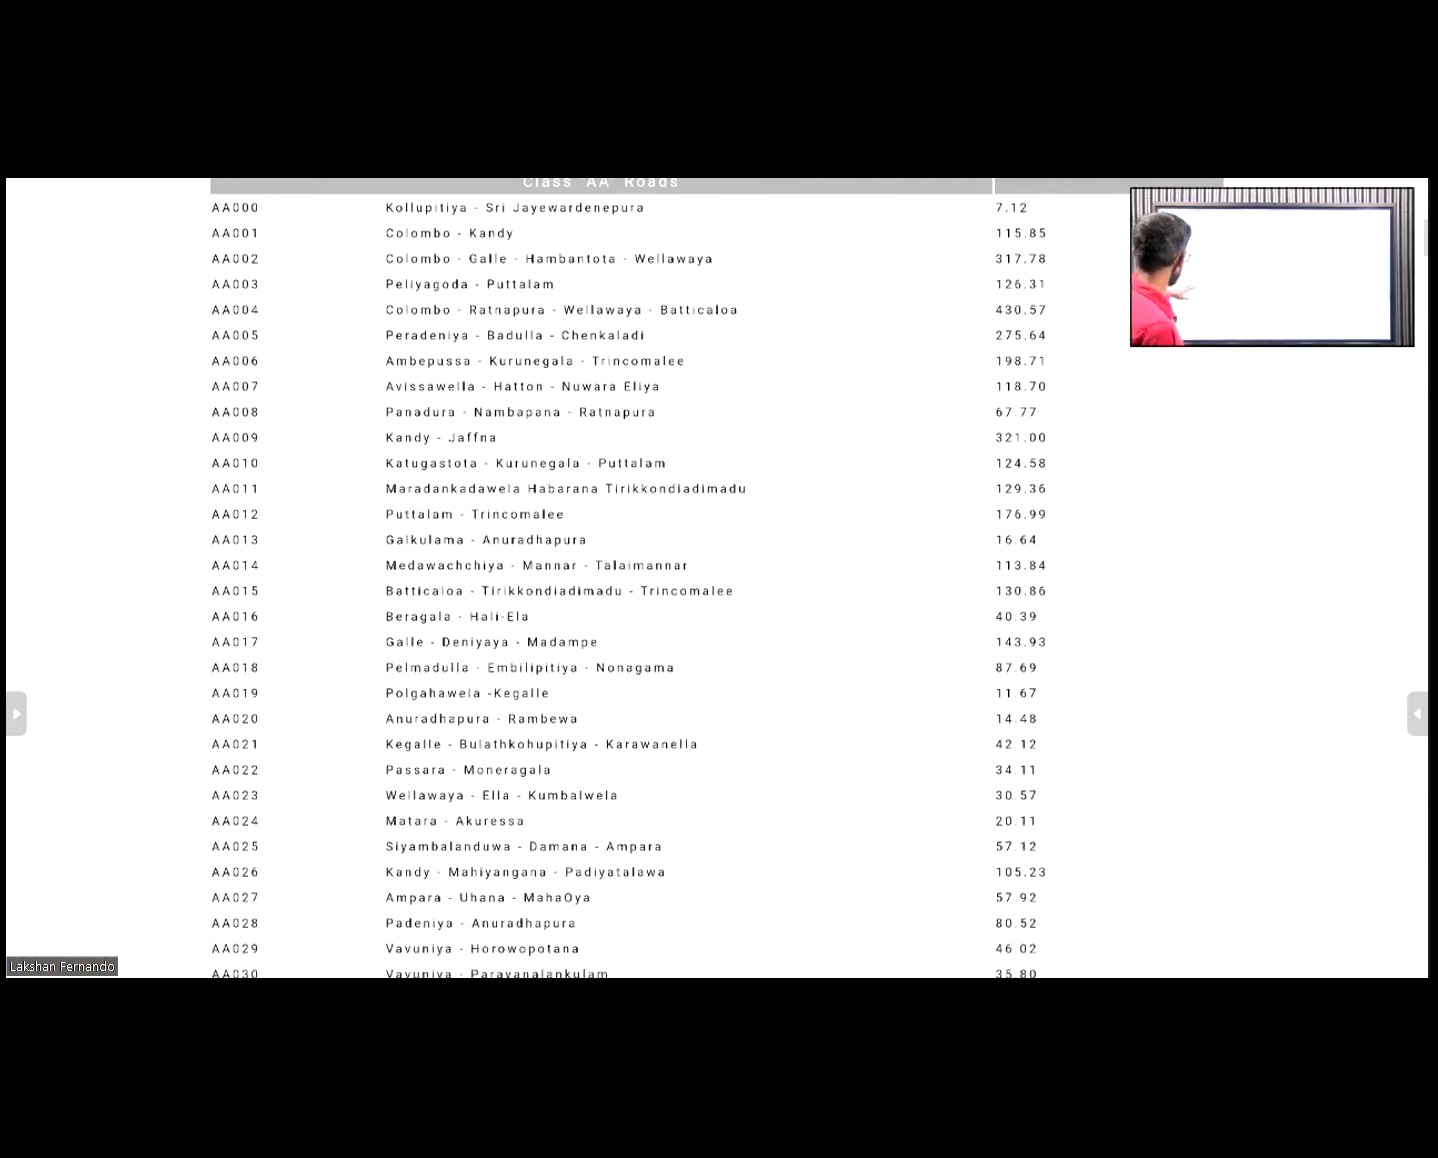 Class "AA" Roads
AA000 Kollupitiya - Sri Jayewardenepura 7.12
AA001 Colombo - Kandy 115.85
AA002 Colombo - Galle - Hambantota - Wellawaya 317.78
AA003 Peliyagoda - Puttalam 126.31
AA004 Colombo - Ratnapura - Wellawaya - Batticaloa 430.57
AA005 Peradeniya - Badulla - Chenkaladi 275.64
AA006 Ambepussa - Kurunegala - Trincomalee 198.71
AA007 Avissawella - Hatton - Nuwara Eliya 118.70
AA008 Panadura - Nambapana - Ratnapura 67.77
AA009 Kandy - Jaffna 321.00
AA010 Katugastota - Kurunegala - Puttalam 124.58
AA011 Maradankadawela Habarana Tirikkondiadimadu 129.36
AA012 Puttalam - Trincomalee 176.99
AA013 Galkulama - Anuradhapura 16.64
AA014 Medawachchiya - Mannar - Talaimannar 113.84
AA015 Batticaloa - Tirikkondiadimadu - Trincomalee 130.86
AA016 Beragala - Hali-Ela 40.39
AA017 Galle - Deniyaya - Madampe 143.93
AA018 Pelmadulla - Embilipitiya - Nonagama 87.69
AA019 Polgahawela -Kegalle 11.67
AA020 Anuradhapura - Rambewa 14.48
AA021 Kegalle - Bulathkohupitiya - Karawanella 42.12
AA022 Passara - Moneragala 34.11
AA023 Wellawaya - Ella - Kumbalwela 30.57
AA024 Matara - Akuressa 20.11
AA025 Siyambalanduwa - Damana - Ampara 57.12
AA026 Kandy - Mahiyangana - Padiyatalawa 105.23
AA027 Ampara - Uhana - MahaOya 57.92
AA028 Padeniya - Anuradhapura 80.52
AA029 Vavuniya - Horowopotana 46.02
AA030 Vavuniya - Parayanalankulam 35.80
Lakshan Fernando